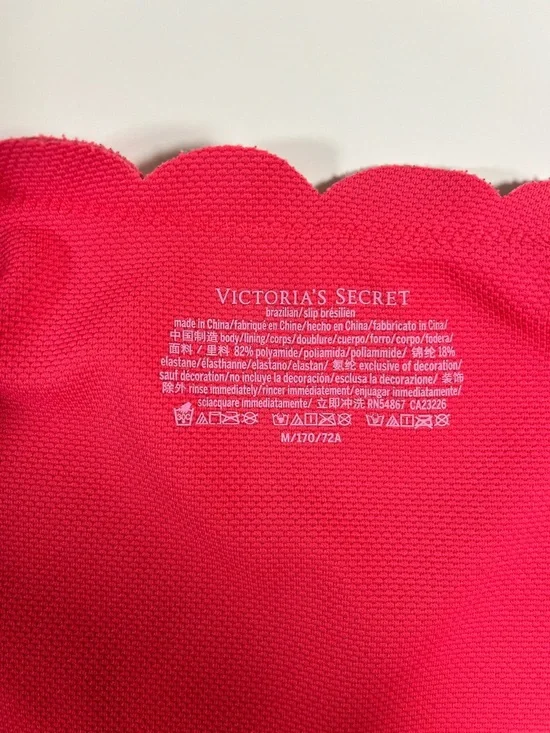 VICTORIA'S SECRET
brazilian/slip brésilien
made in China/fabriqué en Chine/hecho en China/fabbricato in Cina/
中国制造 body/lining/corps/doublure/cuerpo/forro/corpo/fodera/
面料 / 里料 82% polyamide/poliamida/poliammide/ 锦纶 18%
elastane/élasthanne/elastano/elastan/ 氨纶 exclusive of decoration/
sauf décoration/no incluye la decoración/esclusa la decorazione/ 装饰
除外 rinse immediately/rincer immédiatement/enjuagar inmediatamente/
sciacquare immediatamente/ 立即冲洗 RN54867 CA23226
M/170/72A